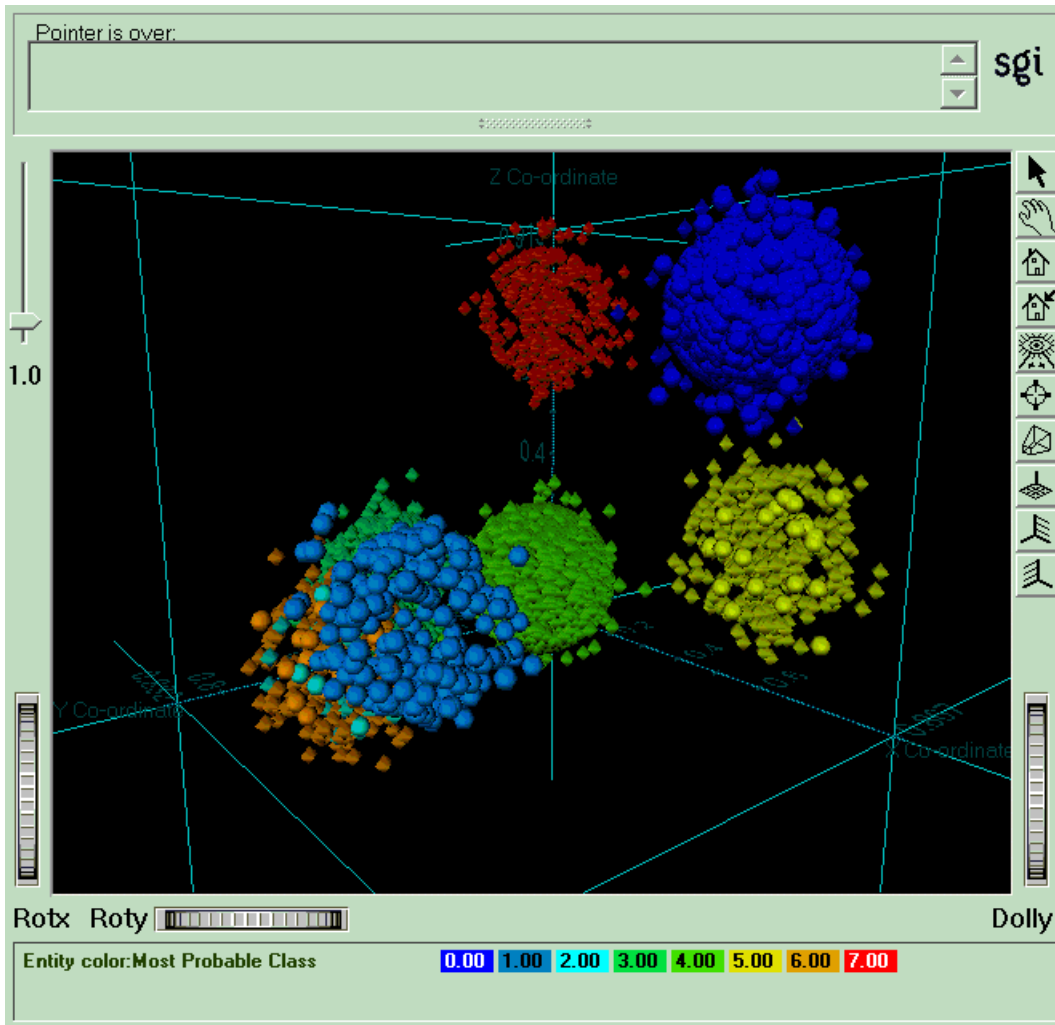 Pointer is over:
sgi
Z Co-ordinate
0.4
1.0
0.4
Y Co-ordinate
X Co-ordinate
Rotx Roty Dolly
Entity color:Most Probable Class 0.00 1.00 2.00 3.00 4.00 5.00 6.00 7.00